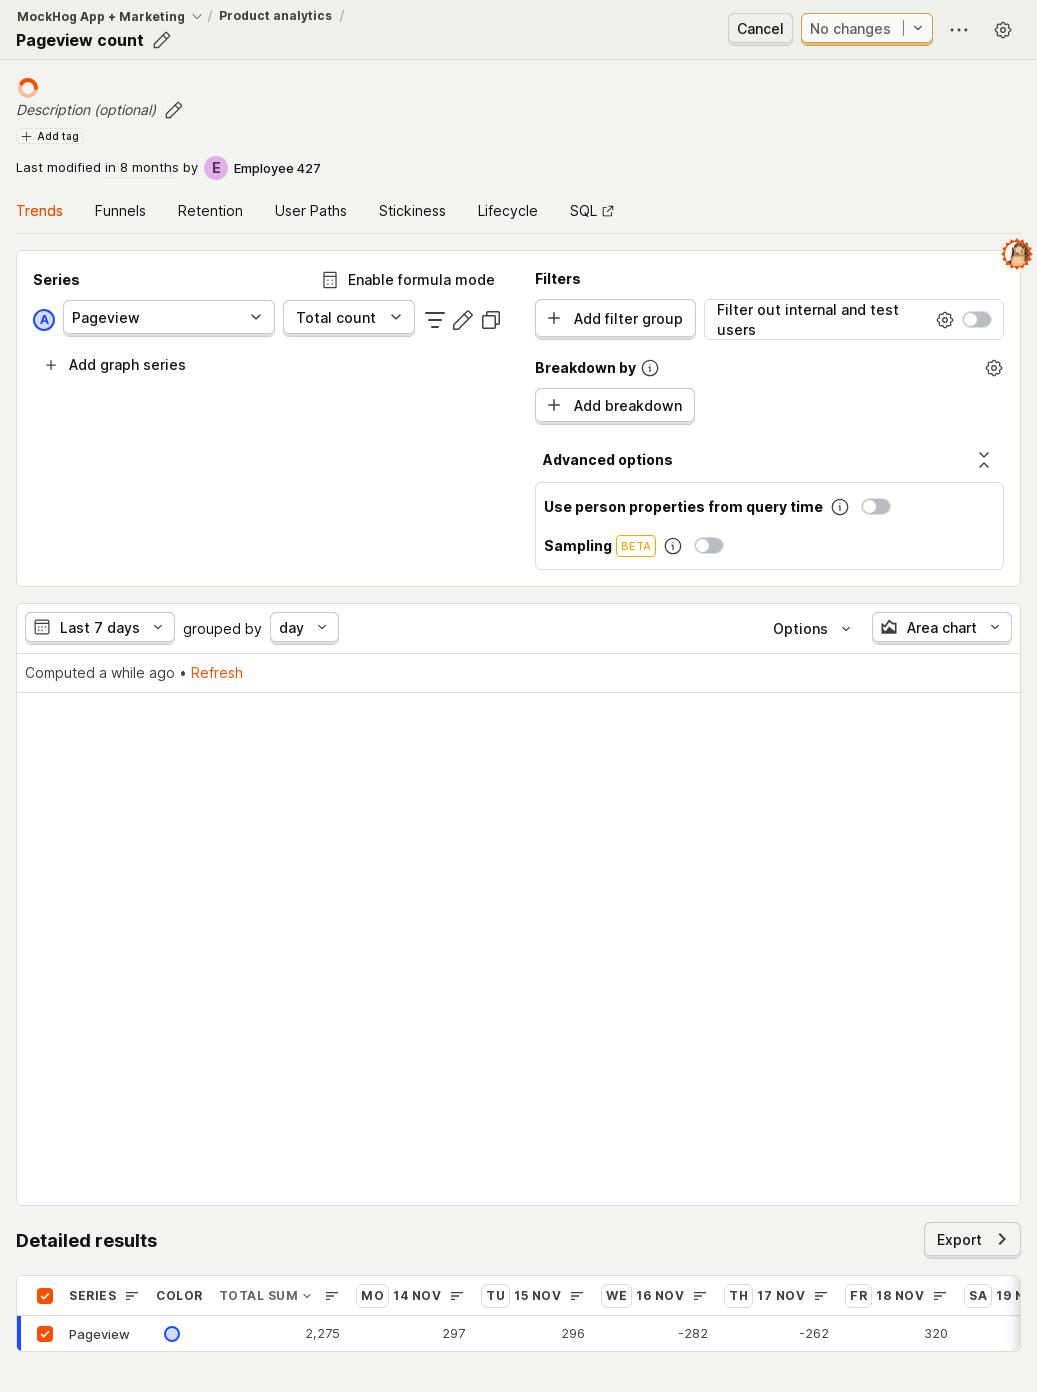 MockHog App + Marketing / Product analytics /
Pageview count
Cancel
No changes
Description (optional)
Add tag
Last modified in 8 months by E Employee 427
Trends Funnels Retention User Paths Stickiness Lifecycle SQL
Series
Enable formula mode
A Pageview Total count
Add graph series
Filters
Add filter group
Filter out internal and test
users
Breakdown by
Add breakdown
Advanced options
Use person properties from query time
Sampling BETA
Last 7 days grouped by day
Options
Area chart
Computed a while ago • Refresh
Detailed results
Export
SERIES COLOR TOTAL SUM MO 14 NOV TU 15 NOV WE 16 NOV TH 17 NOV FR 18 NOV SA 19
Pageview 2,275 297 296 -282 -262 320